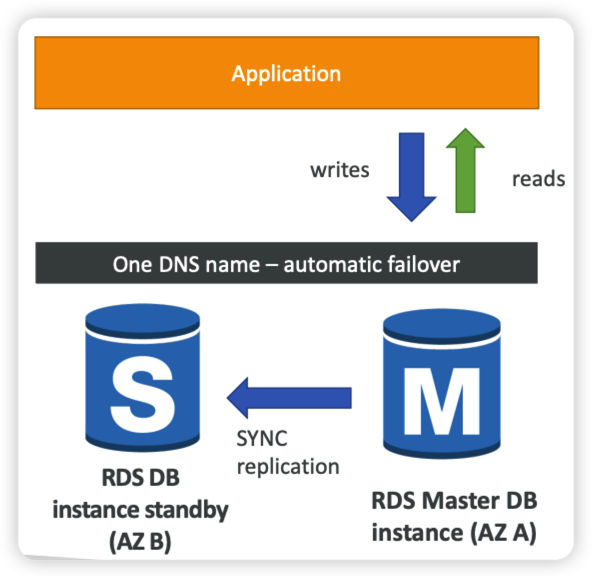 Application
writes
reads
One DNS name – automatic failover
S
M
SYNC
replication
RDS DB
instance standby
(AZ B)
RDS Master DB
instance (AZ A)